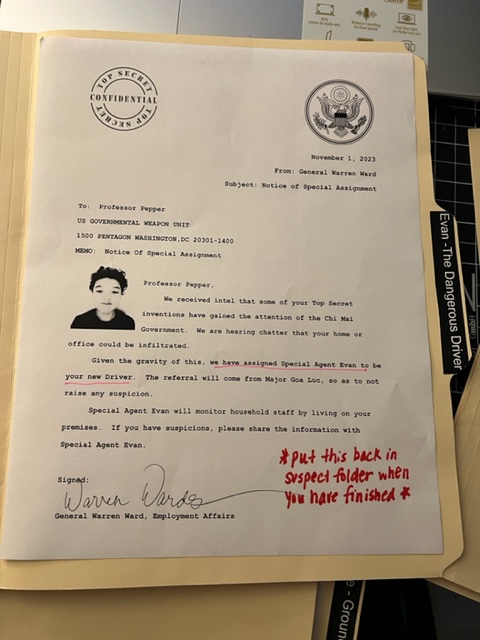 TOP SECRET
CONFIDENTIAL
TOP SECRET
November 1, 2023
From: General Warren Ward
Subject: Notice of Special Assignment
To: Professor Pepper
US GOVERNMENTAL WEAPON UNIT
1500 PENTAGON WASHINGTON,DC 20301-1400
MEMO: Notice Of Special Assignment
Professor Pepper,
We received intel that some of your Top Secret
inventions have gained the attention of the Chi Mai
Government. We are hearing chatter that your home or
office could be infiltrated.
Given the gravity of this, we have assigned Special Agent Evan to be
your new Driver. The referral will come from Major Goa Luc, so as to not
raise any suspicion.
Special Agent Evan will monitor household staff by living on your
premises. If you have suspicions, please share the information with
Special Agent Evan.
*put this back in
suspect folder when
you have finished*
Signed:
Warren Wardes
General Warren Ward, Employment Affairs
Evan -The Dangerous Driver
e - Groun